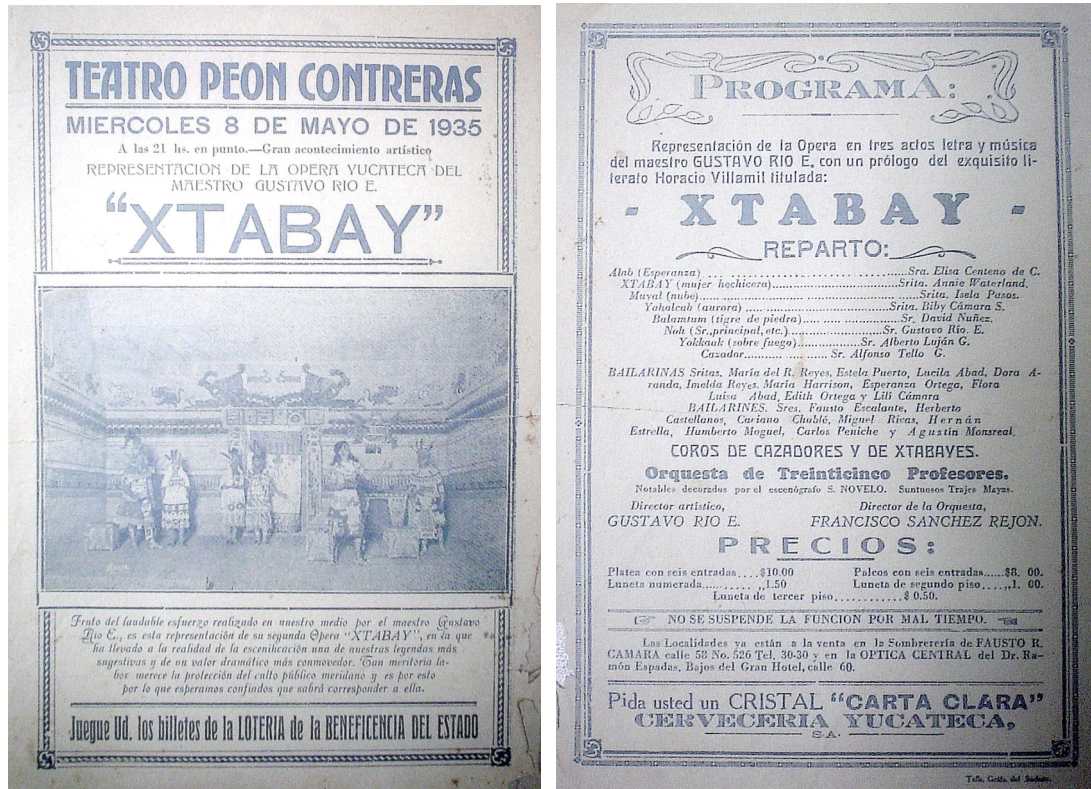 TEATRO PEON CONTRERAS
MIERCOLES 8 DE MAYO DE 1935
A las 21 hs. en punto.—Gran acontecimiento artístico
REPRESENTACION DE LA OPERA YUCATECA DEL
MAESTRO GUSTAVO RIO E.
"XTABAY"
Fruto del laudable esfuerzo realizado en nuestro medio por el maestro Gustavo
Rio E., es esta representación de su segunda Opera "XTABAY", en la que
ha llevado a la realidad de la escenificación una de nuestras leyendas más
sugestivas y de un valor dramático más conmovedor. Tan meritoria la-
bor merece la protección del culto público meridano y es por esto
por lo que esperamos confiados que sabrá corresponder a ella.
Juegue Ud. los billetes de la LOTERIA de la BENEFICENCIA DEL ESTADO
PROGRAMA:
Representación de la Opera en tres actos letra y música
del maestro GUSTAVO RIO E. con un prólogo del exquisito li-
terato Horacio Villamil titulada:
- XTABAY -
REPARTO:
Alab (Esperanza) ........................Sra. Elisa Centeno de C.
XTABAY (mujer hechicera)....................Srita. Annie Waterland.
Muyal (nube)...............................Srita. Isela Pasos.
Yaholcab (aurora) ...................Srita. Biby Cámara S.
Balamtum (tigre de piedra)..............Sr. David Nuñez.
Noh (Sr., principal, etc.)................Sr. Gustavo Río. E.
Yokkaak (sobre fuego)................Sr. Alberto Luján G.
Cazador............... Sr. Alfonso Tello G.
BAILARINAS Sritas. María del R. Reyes, Estela Puerto, Lucila Abad, Dora A-
randa, Imelda Reyes. María Harrison, Esperanza Ortega, Flora
Luisa Abad, Edith Ortega y Lili Cámara
BAILARINES. Sres. Fausto Escalante, Herberto
Castellanos, Cariano Chablé, Miguel Ricas, Hernán
Estrella, Humberto Moguel, Carlos Peniche y Agustín Monsreal.
COROS DE CAZADORES Y DE XTABAYES.
Orquesta de Treinticinco Profesores.
Notables decorados por el escenógrafo S. NOVELO. Suntuosos Trajes Mayas.
Director artístico, Director de la Orquesta,
GUSTAVO RIO E. FRANCISCO SANCHEZ REJON.
PRECIOS:
Platea con seis entradas....$10.00 Palcos con seis entradas.....$8. 00.
Luneta numerada..........,,1.50 Luneta de segundo piso....,,1. 00.
Luneta de tercer piso............$ 0.50.
NO SE SUSPENDE LA FUNCION POR MAL TIEMPO.
Las Localidades ya están a la venta en la Sombrerería de FAUSTO R.
CAMARA calle 58 No. 526 Tel. 30-30 y en la OPTICA CENTRAL del Dr. Ra-
món Espadas, Bajos del Gran Hotel, calle 60.
Pida usted un CRISTAL "CARTA CLARA"
CERVECERIA YUCATECA,
S.A.
Talls. Gráfs. del Sudeste.